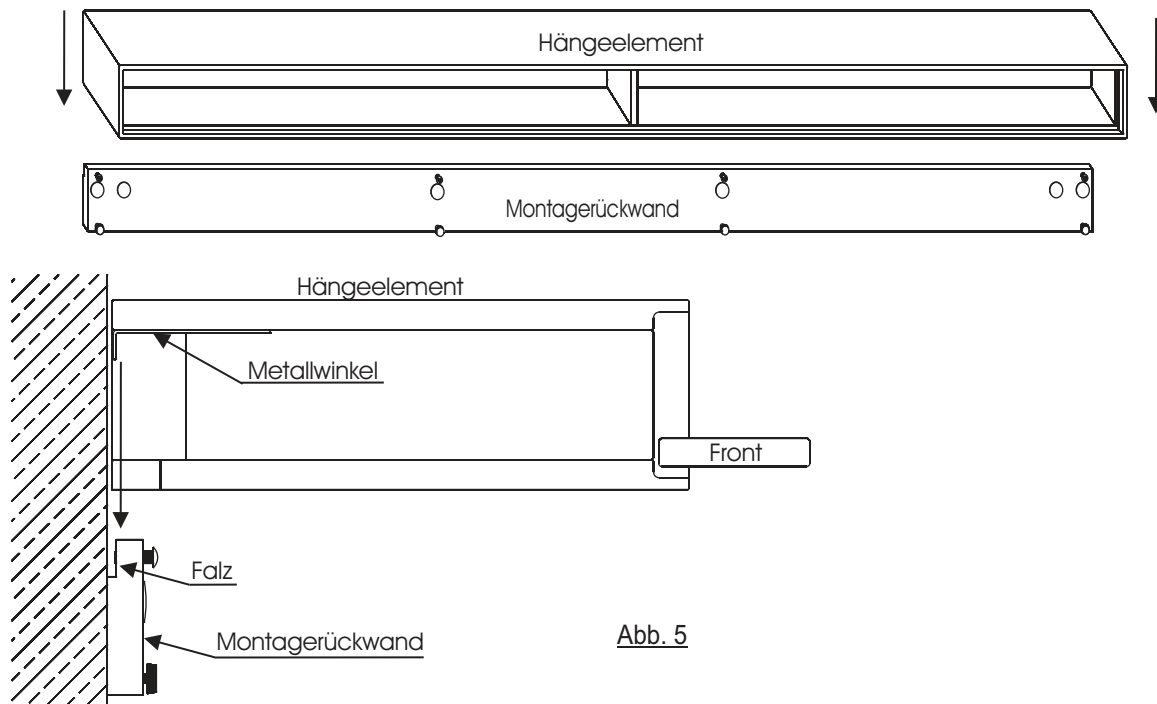 Hängeelement
Montagerückwand
Hängeelement
Metallwinkel
Front
Falz
Montagerückwand
Abb. 5